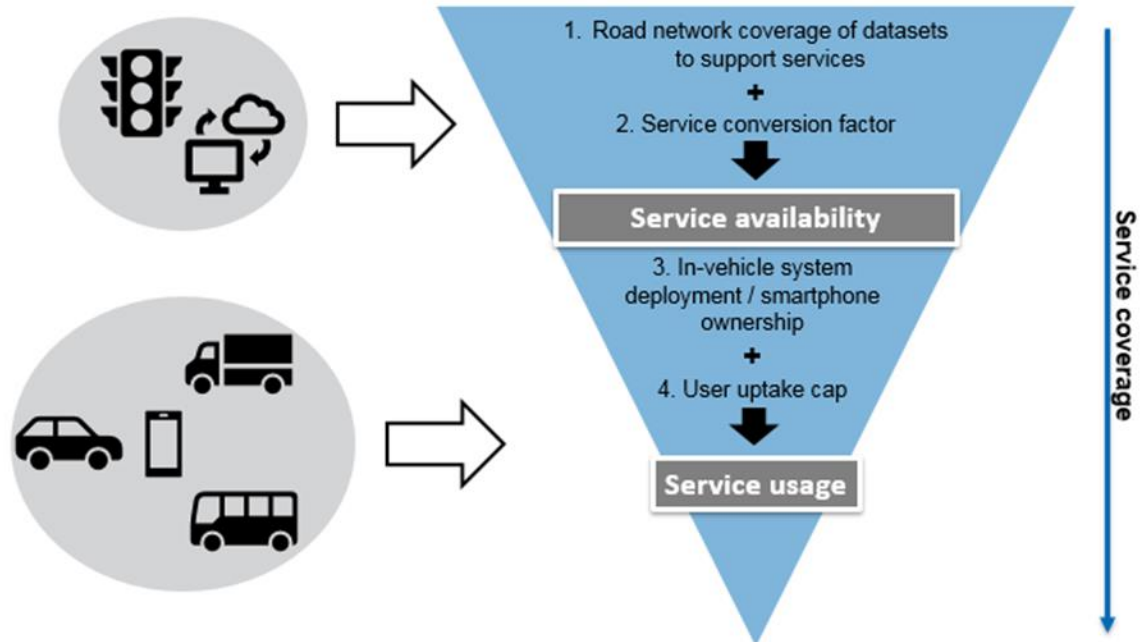 1. Road network coverage of datasets
to support services
+
2. Service conversion factor
Service availability
3. In-vehicle system
deployment / smartphone
ownership
+
4. User uptake cap
Service usage
Service coverage